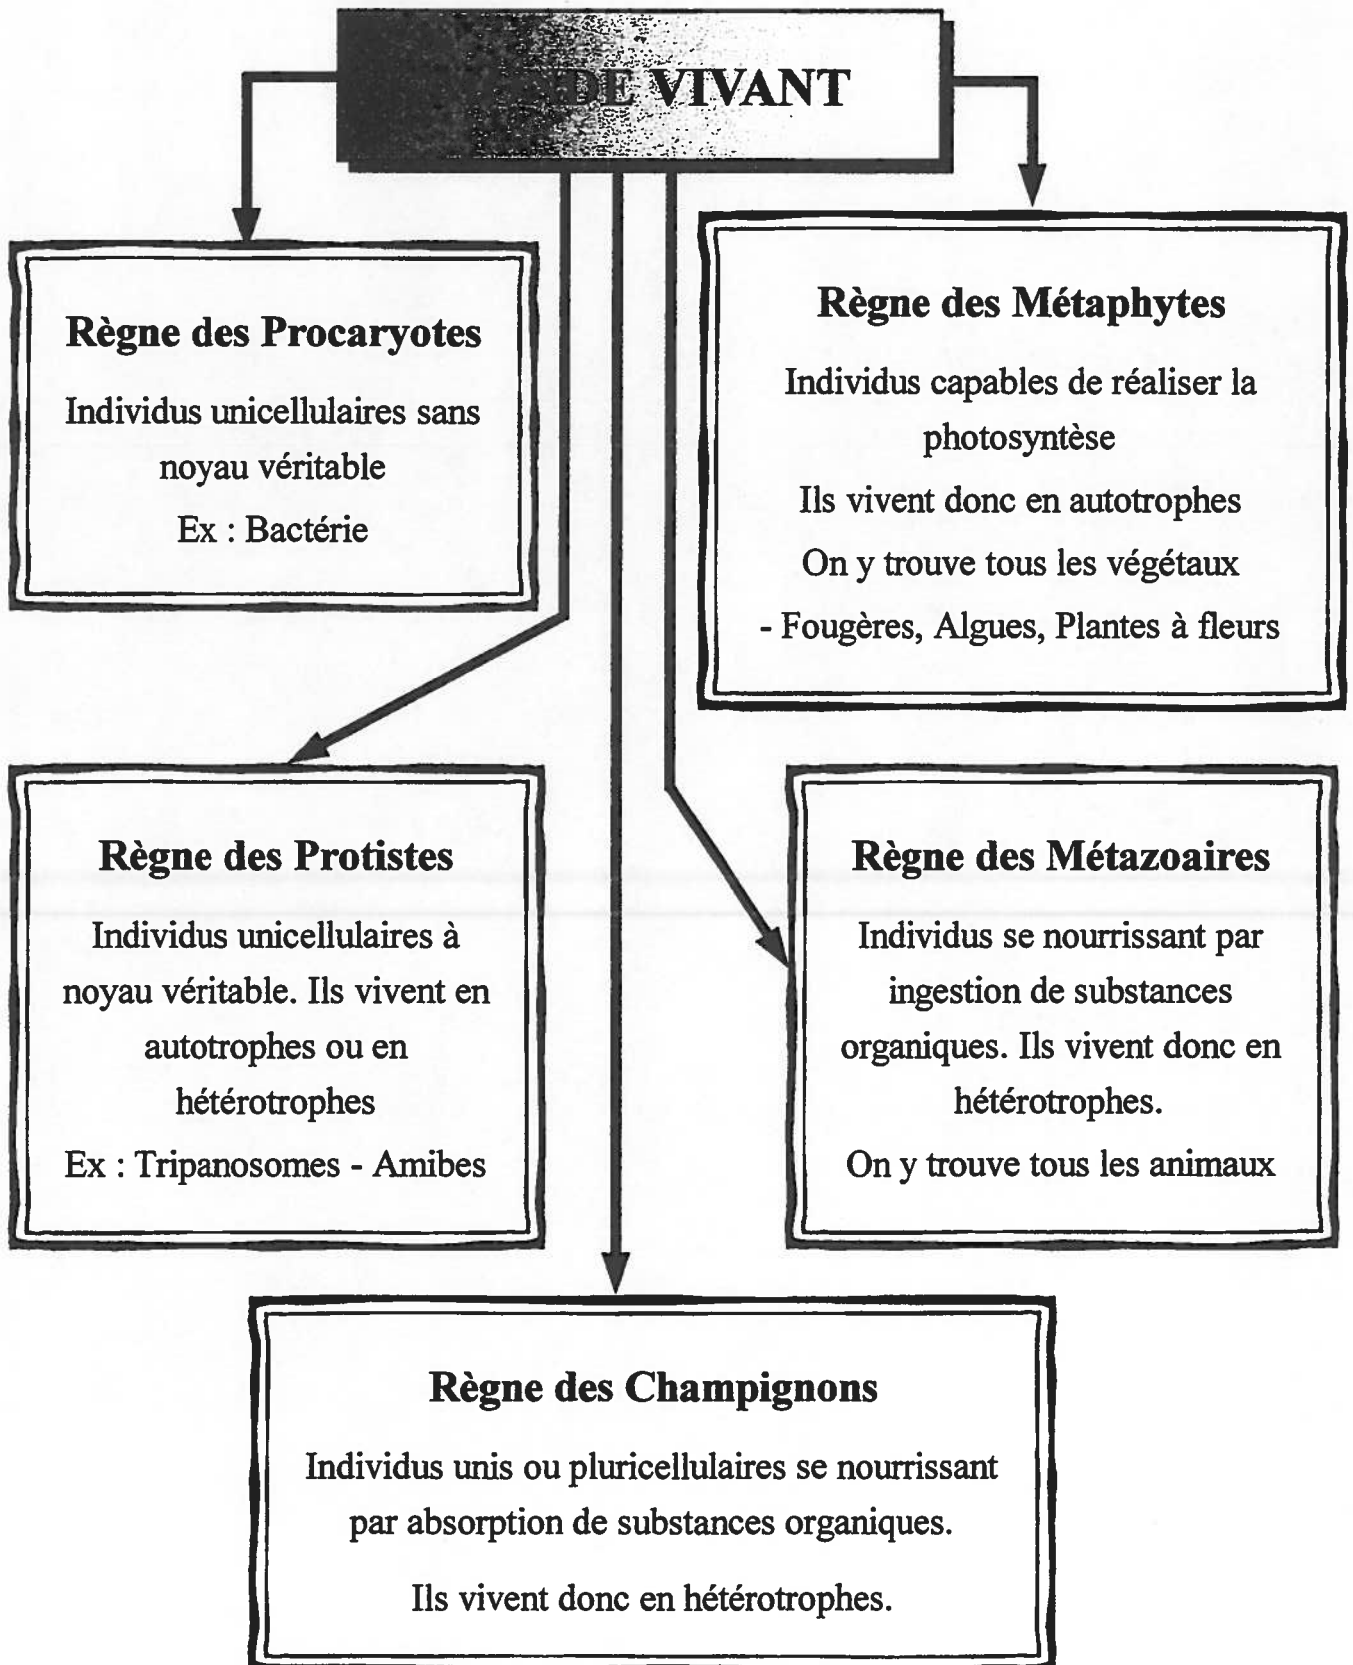 VIVANT
Règne des Procaryotes
Individus unicellulaires sans
noyau véritable
Ex : Bactérie
Règne des Métaphytes
Individus capables de réaliser la
photosyntèse
Ils vivent donc en autotrophes
On y trouve tous les végétaux
- Fougères, Algues, Plantes à fleurs
Règne des Protistes
Individus unicellulaires à
noyau véritable. Ils vivent en
autotrophes ou en
hétérotrophes
Ex : Tripanosomes - Amibes
Règne des Métazoaires
Individus se nourrissant par
ingestion de substances
organiques. Ils vivent donc en
hétérotrophes.
On y trouve tous les animaux
Règne des Champignons
Individus unis ou pluricellulaires se nourrissant
par absorption de substances organiques.
Ils vivent donc en hétérotrophes.